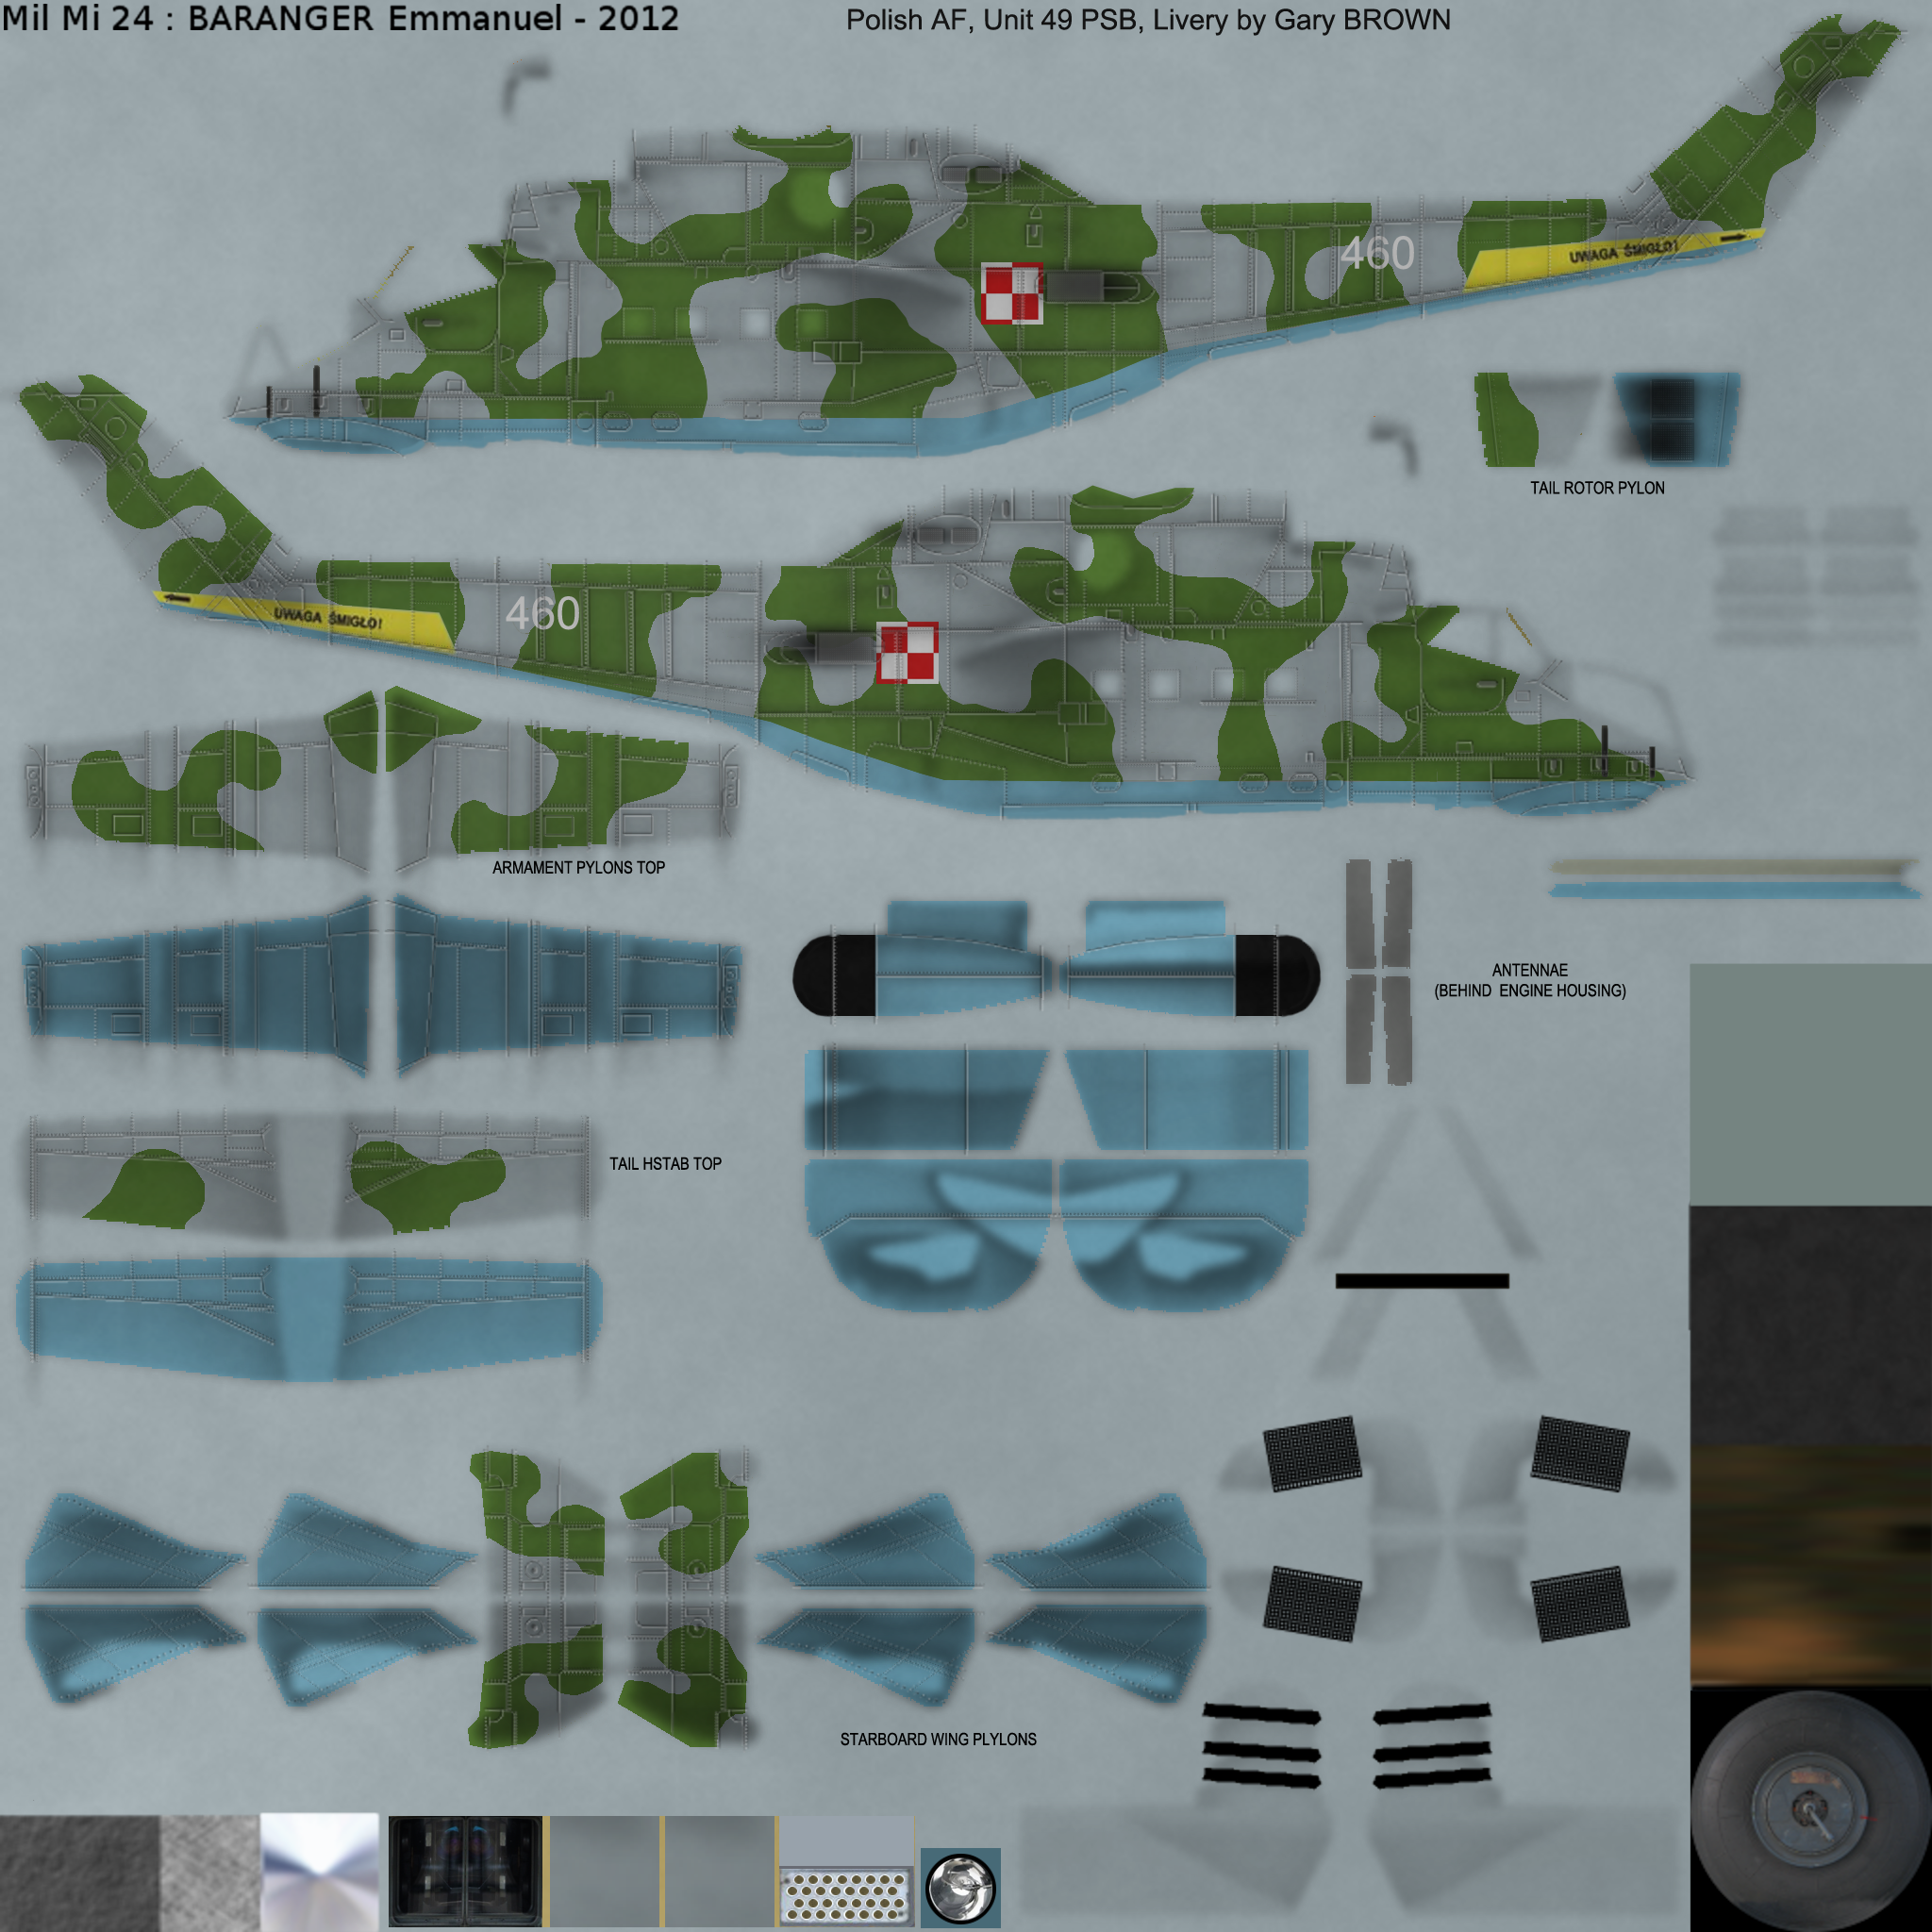 Mil Mi 24 : BARANGER Emmanuel - 2012
Polish AF, Unit 49 PSB, Livery by Gary BROWN
460
UWAGA ŚMIGŁO!
TAIL ROTOR PYLON
460
UWAGA ŚMIGŁO!
ARMAMENT PYLONS TOP
ANTENNAE
(BEHIND ENGINE HOUSING)
TAIL HSTAB TOP
STARBOARD WING PLYLONS